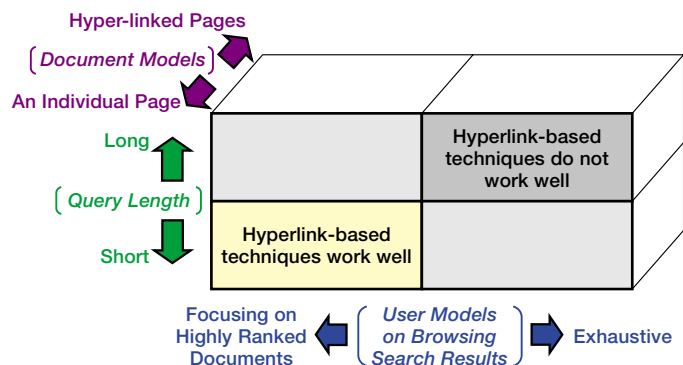 Hyper-linked Pages
Document Models
An Individual Page
Long
Query Length
Short
Hyperlink-based
techniques do not
work well
Hyperlink-based
techniques work well
Focusing on
Highly Ranked
Documents
User Models
on Browsing
Search Results
Exhaustive